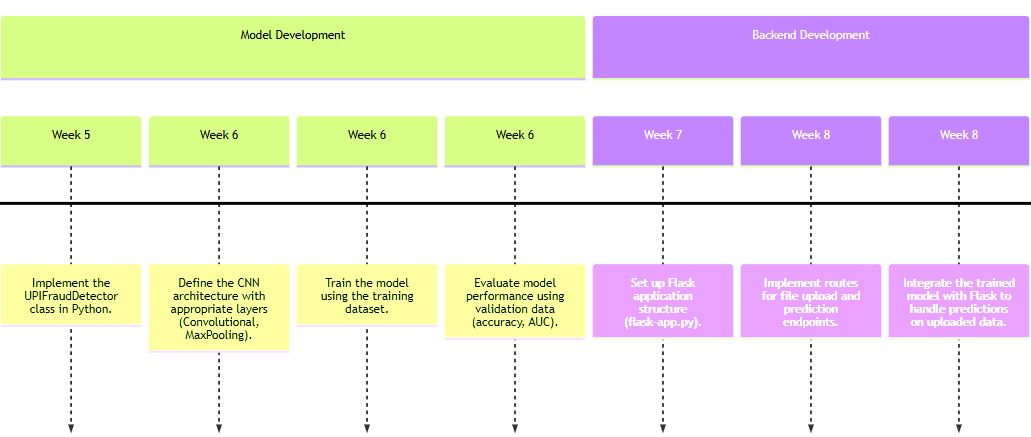 Model Development
Backend Development
Week 5
Week 6
Week 6
Week 6
Week 7
Week 8
Week 8
Implement the
UPIFraudDetector
class in Python.
Define the CNN
architecture with
appropriate layers
(Convolutional,
MaxPooling).
Train the model
using the training
dataset.
Evaluate model
performance using
validation data
(accuracy, AUC).
Set up Flask
application
structure
(flask-app.py).
Implement routes
for file upload and
prediction
endpoints.
Integrate the trained
model with Flask to
handle predictions
on uploaded data.